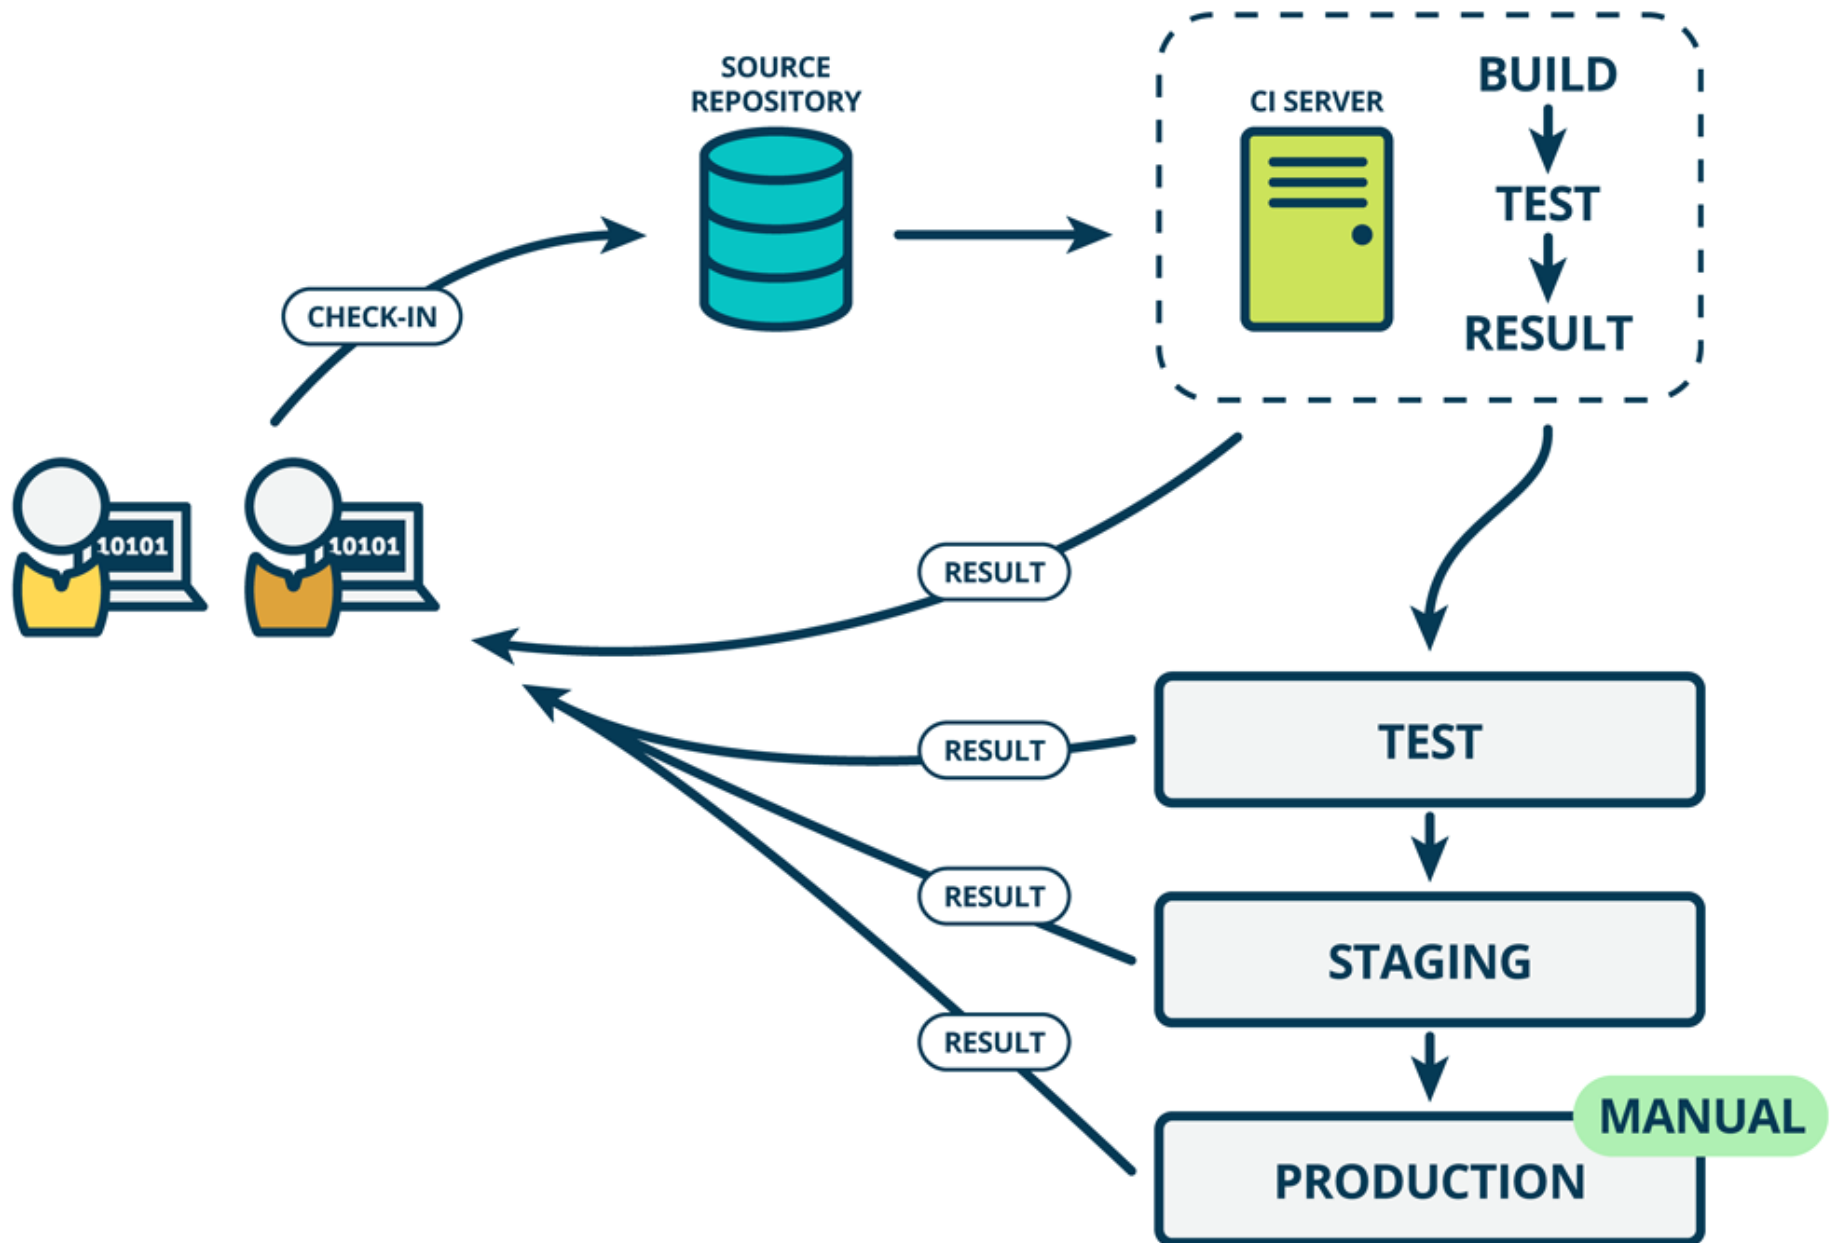 SOURCE
REPOSITORY
CI SERVER
BUILD
TEST
RESULT
CHECK-IN
10101
10101
RESULT
RESULT
TEST
RESULT
STAGING
RESULT
MANUAL
PRODUCTION